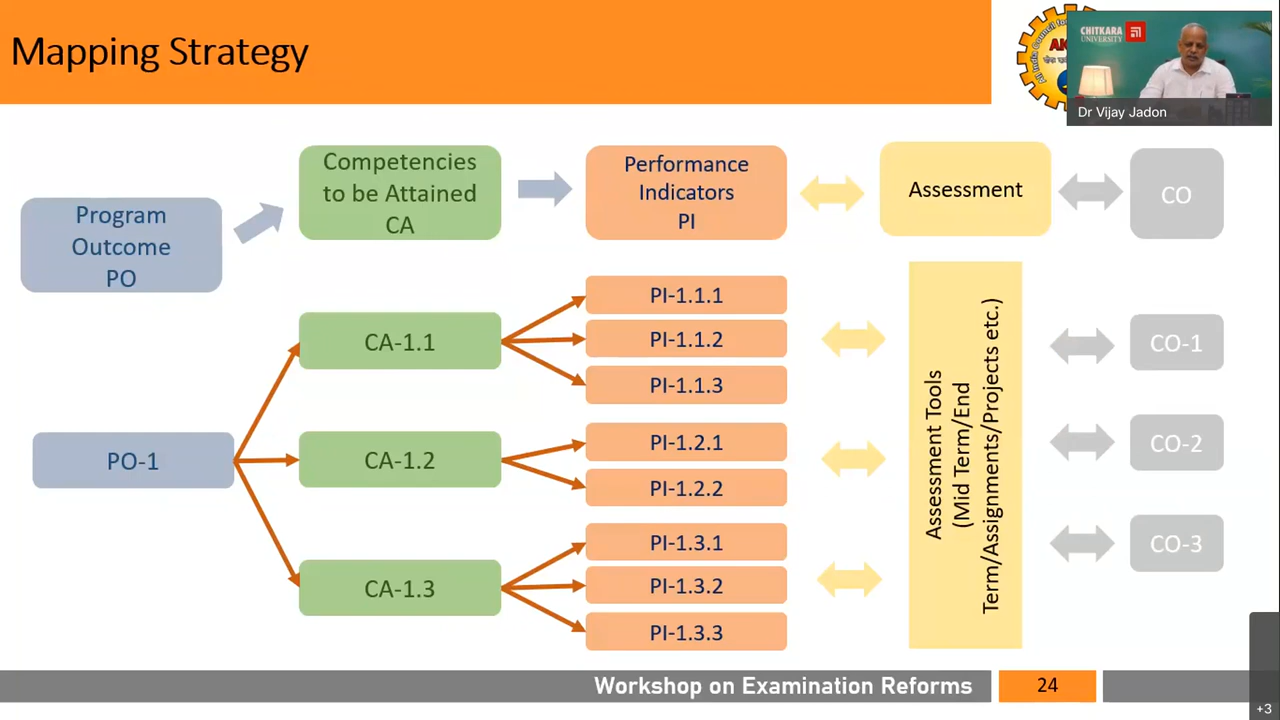 Mapping Strategy
CHITKARA
UNIVERSITY
Dr Vijay Jadon
Program
Outcome
PO
Competencies
to be Attained
CA
Performance
Indicators
PI
Assessment
CO
PO-1
CA-1.1
CA-1.2
CA-1.3
PI-1.1.1
PI-1.1.2
PI-1.1.3
PI-1.2.1
PI-1.2.2
PI-1.3.1
PI-1.3.2
PI-1.3.3
Assessment Tools
(Mid Term/End
Term/Assignments/Projects etc.)
CO-1
CO-2
CO-3
Workshop on Examination Reforms
24
+3